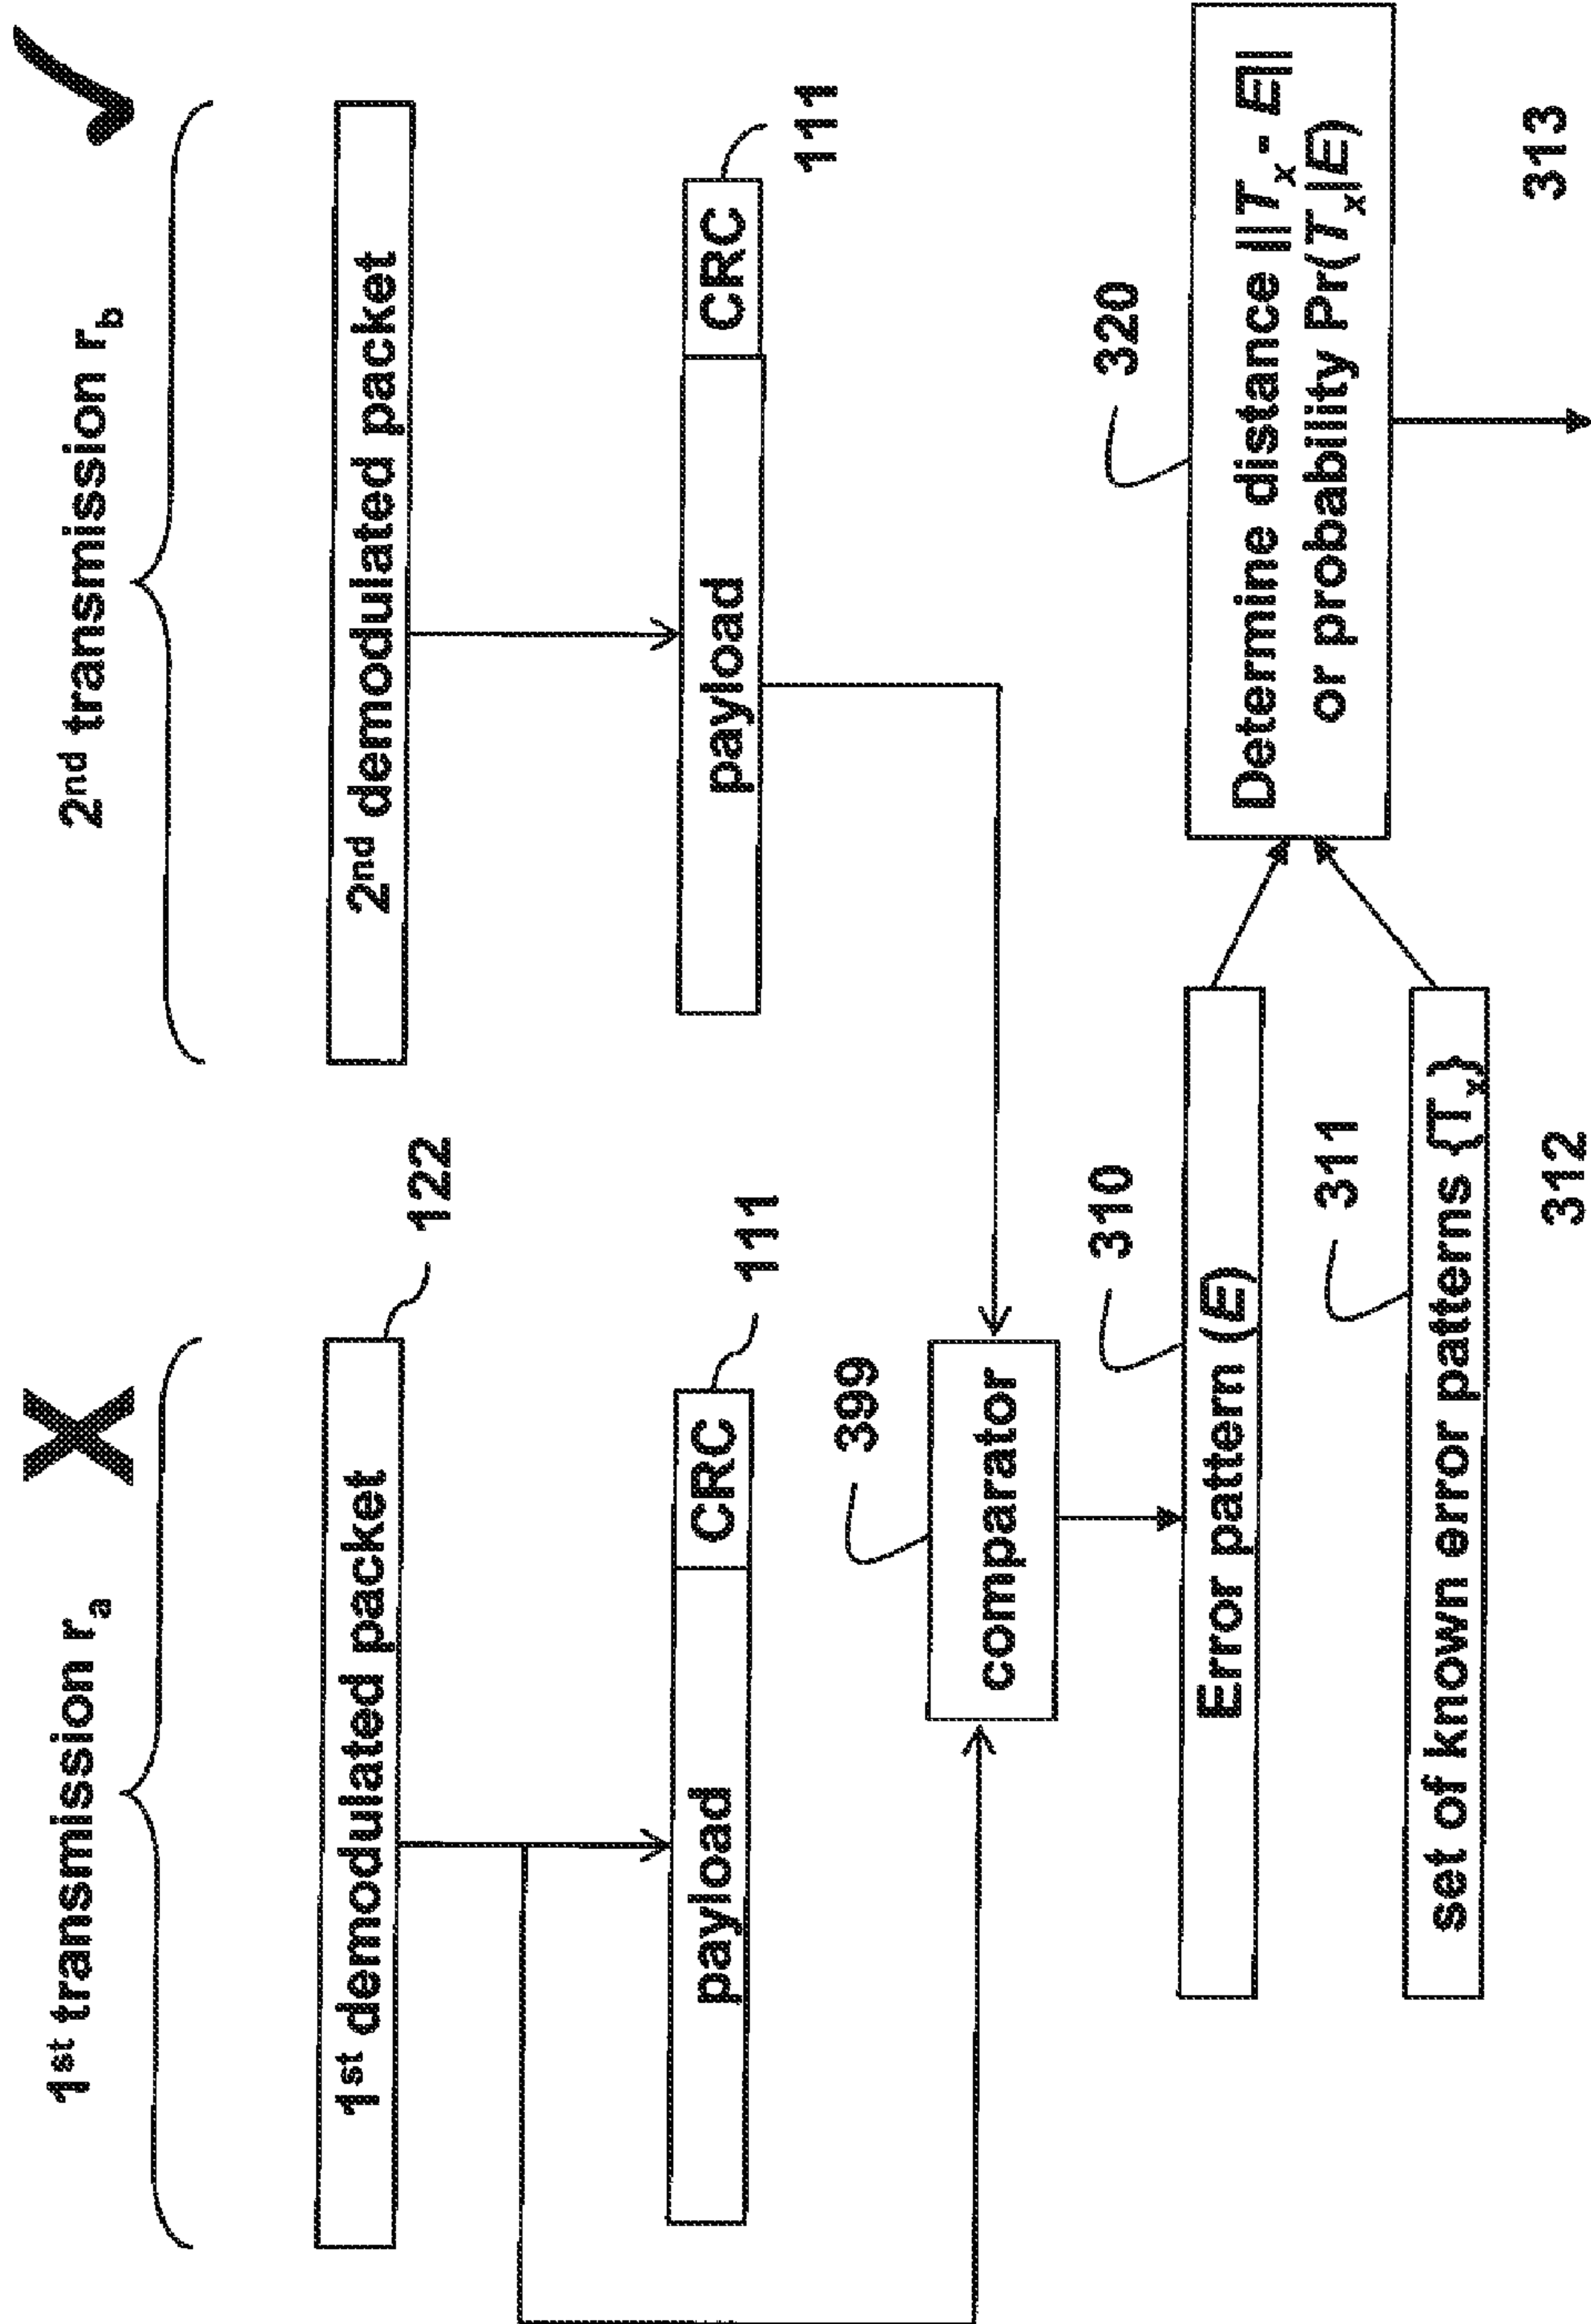 1st transmission ra
X
2nd transmission rb
1st demodulated packet
122
2nd demodulated packet
payload
CRC
111
payload
CRC
111
399
comparator
310
Error pattern (E)
320
Determine distance ||Tx - E||
or probability Pr(Tx|E)
311
set of known error patterns {Tx}
312
313